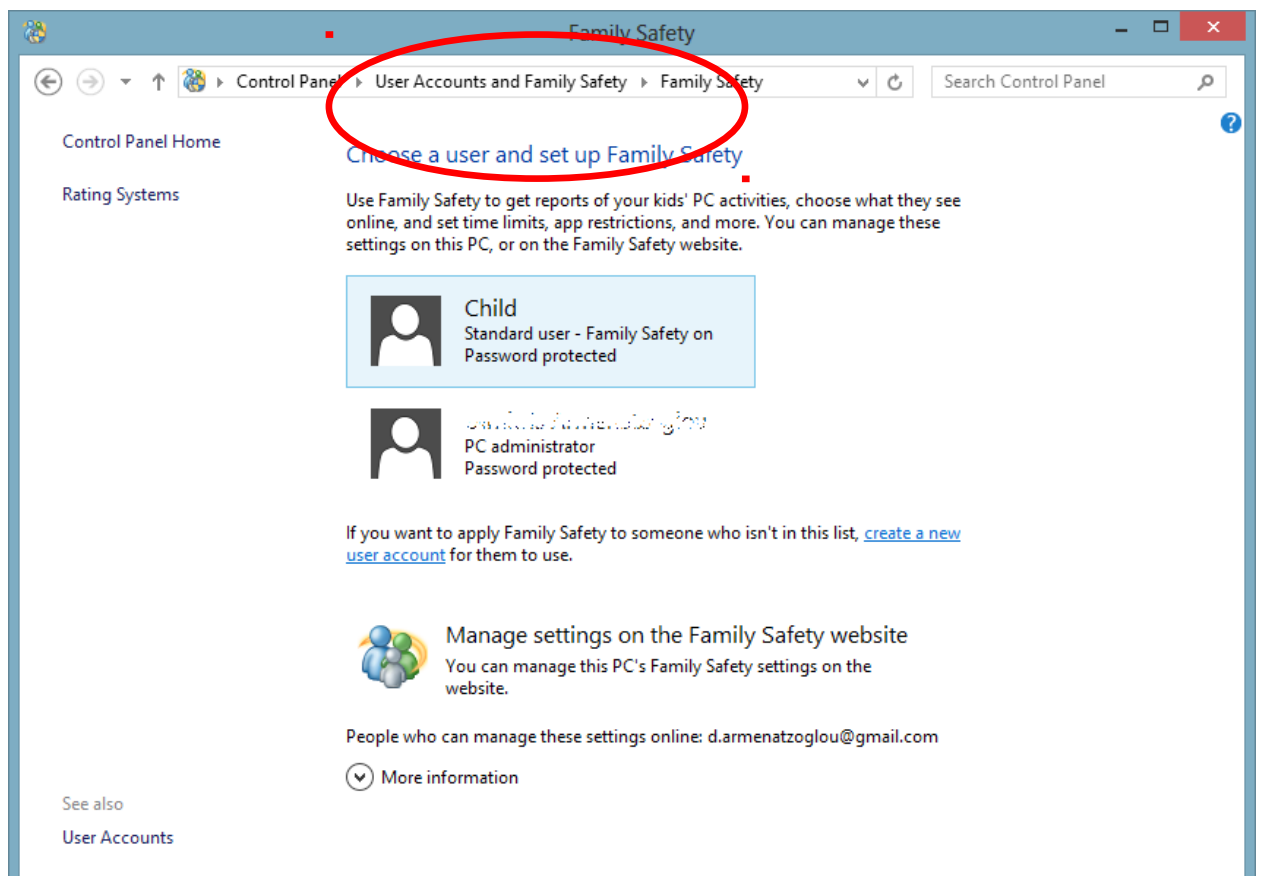 Family Safety
Control Panel User Accounts and Family Safety Family Safety
Search Control Panel
Control Panel Home
Rating Systems
Choose a user and set up Family Safety
Use Family Safety to get reports of your kids' PC activities, choose what they see
online, and set time limits, app restrictions, and more. You can manage these
settings on this PC, or on the Family Safety website.
Child
Standard user - Family Safety on
Password protected
PC administrator
Password protected
If you want to apply Family Safety to someone who isn't in this list, create a new
user account for them to use.
Manage settings on the Family Safety website
You can manage this PC's Family Safety settings on the
website.
People who can manage these settings online: d.armenatzoglou@gmail.com
More information
See also
User Accounts